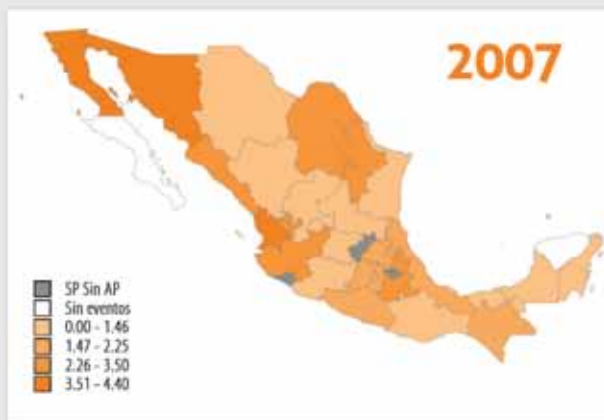 2007
SP Sin AP
Sin eventos
0.00 - 1.46
1.47 - 2.25
2.26 - 3.50
3.51 - 4.40